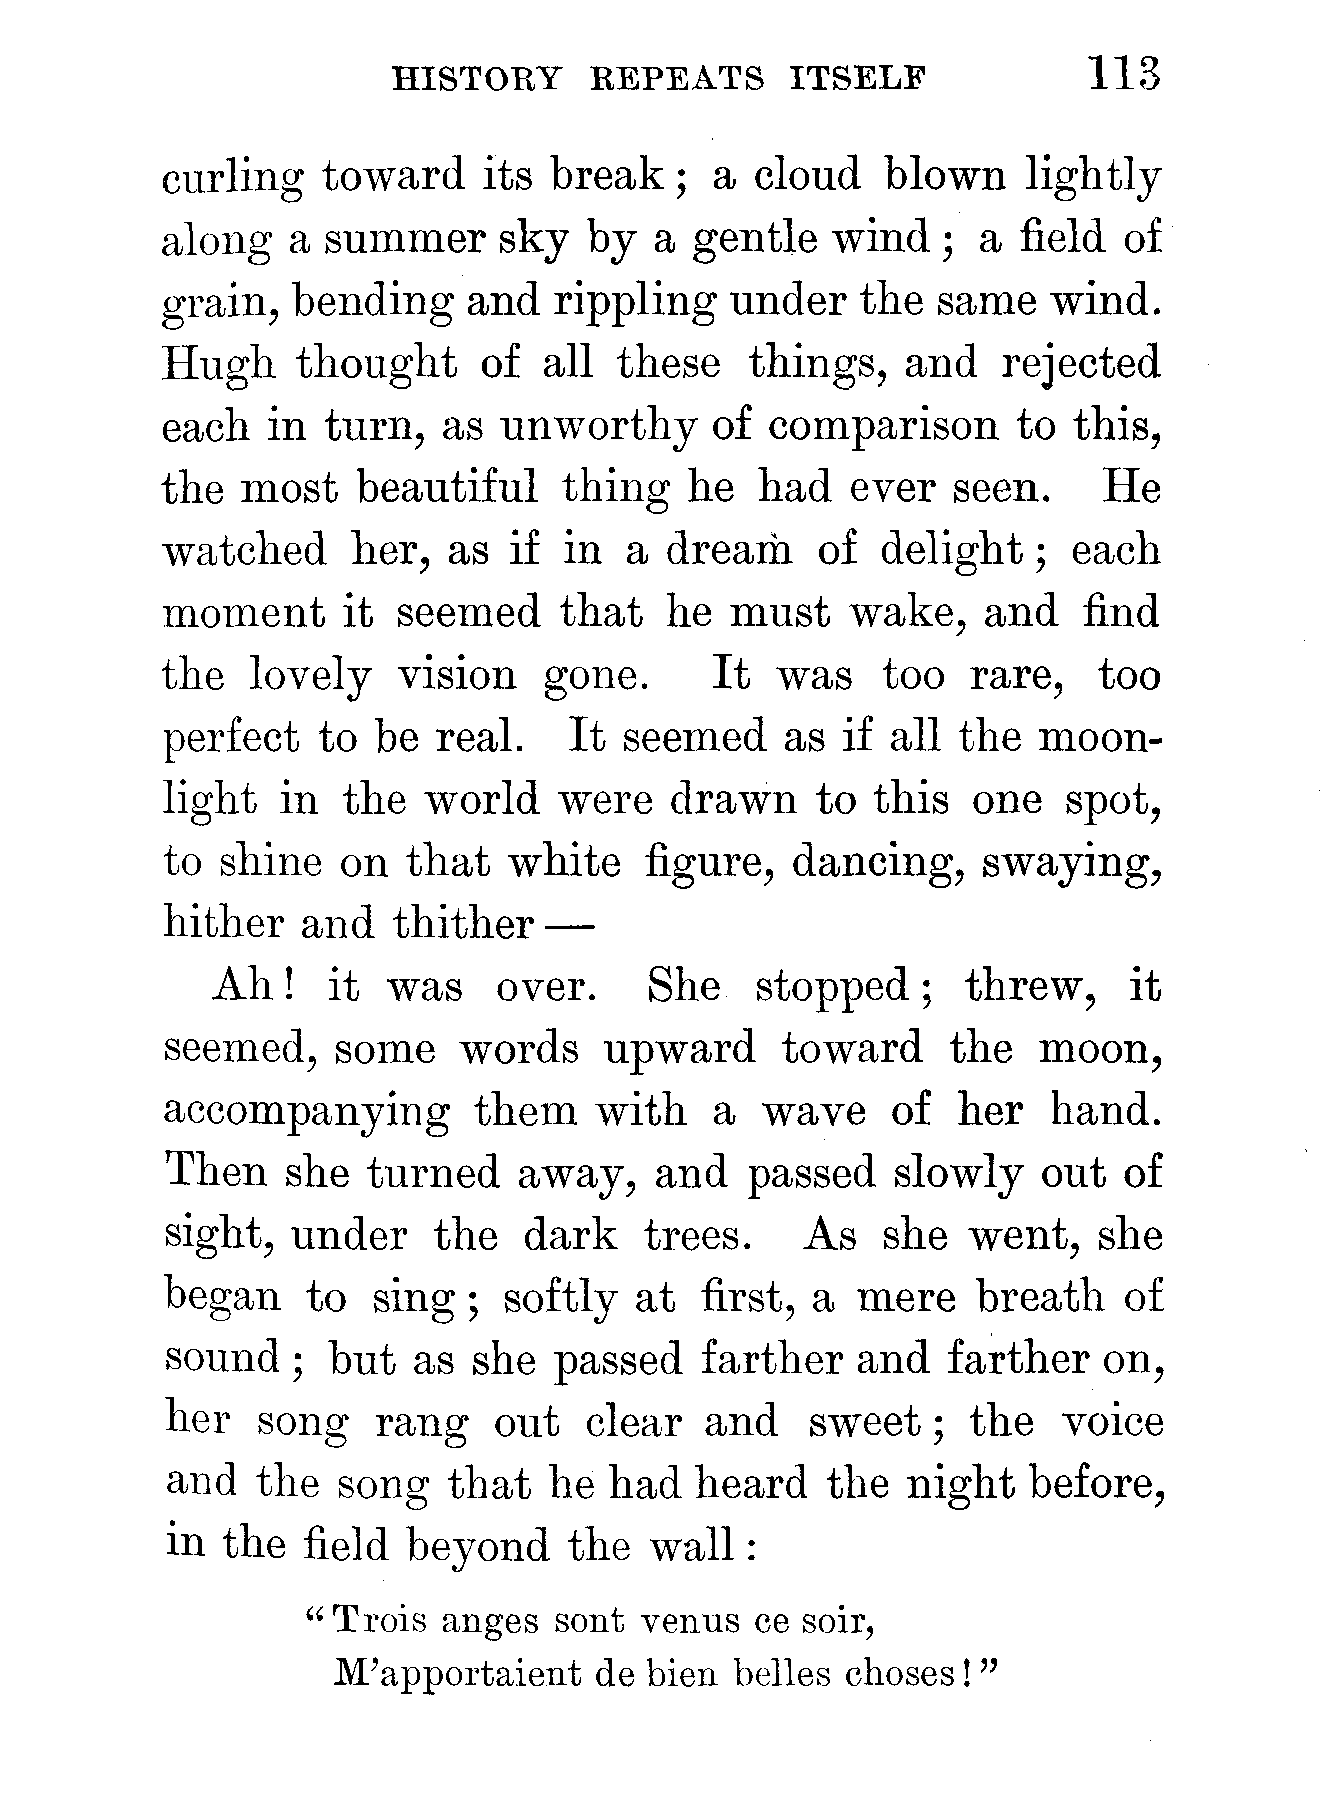 HISTORY REPEATS ITSELF 113
curling toward its break; a cloud blown lightly
along a summer sky by a gentle wind; a field of
grain, bending and rippling under the same wind.
Hugh thought of all these things, and rejected
each in turn, as unworthy of comparison to this,
the most beautiful thing he had ever seen. He
watched her, as if in a dream of delight; each
moment it seemed that he must wake, and find
the lovely vision gone. It was too rare, too
perfect to be real. It seemed as if all the moon-
light in the world were drawn to this one spot,
to shine on that white figure, dancing, swaying,
hither and thither —
Ah! it was over. She stopped; threw, it
seemed, some words upward toward the moon,
accompanying them with a wave of her hand.
Then she turned away, and passed slowly out of
sight, under the dark trees. As she went, she
began to sing; softly at first, a mere breath of
sound; but as she passed farther and farther on,
her song rang out clear and sweet; the voice
and the song that he had heard the night before,
in the field beyond the wall:
“Trois anges sont venus ce soir,
M’apportaient de bien belles choses!”